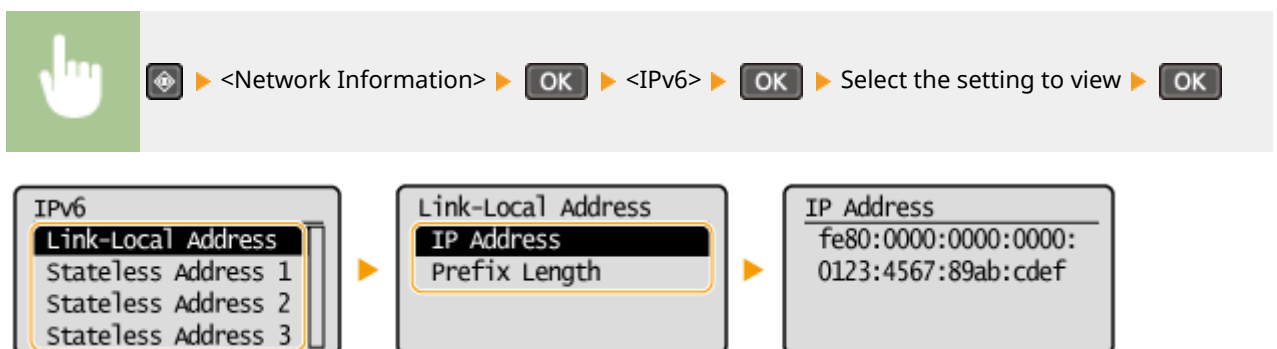 <Network Information> OK <IPv6> OK Select the setting to view OK
IPv6
Link-Local Address
Stateless Address 1
Stateless Address 2
Stateless Address 3
Link-Local Address
IP Address
Prefix Length
IP Address
fe80:0000:0000:0000:
0123:4567:89ab:cdef